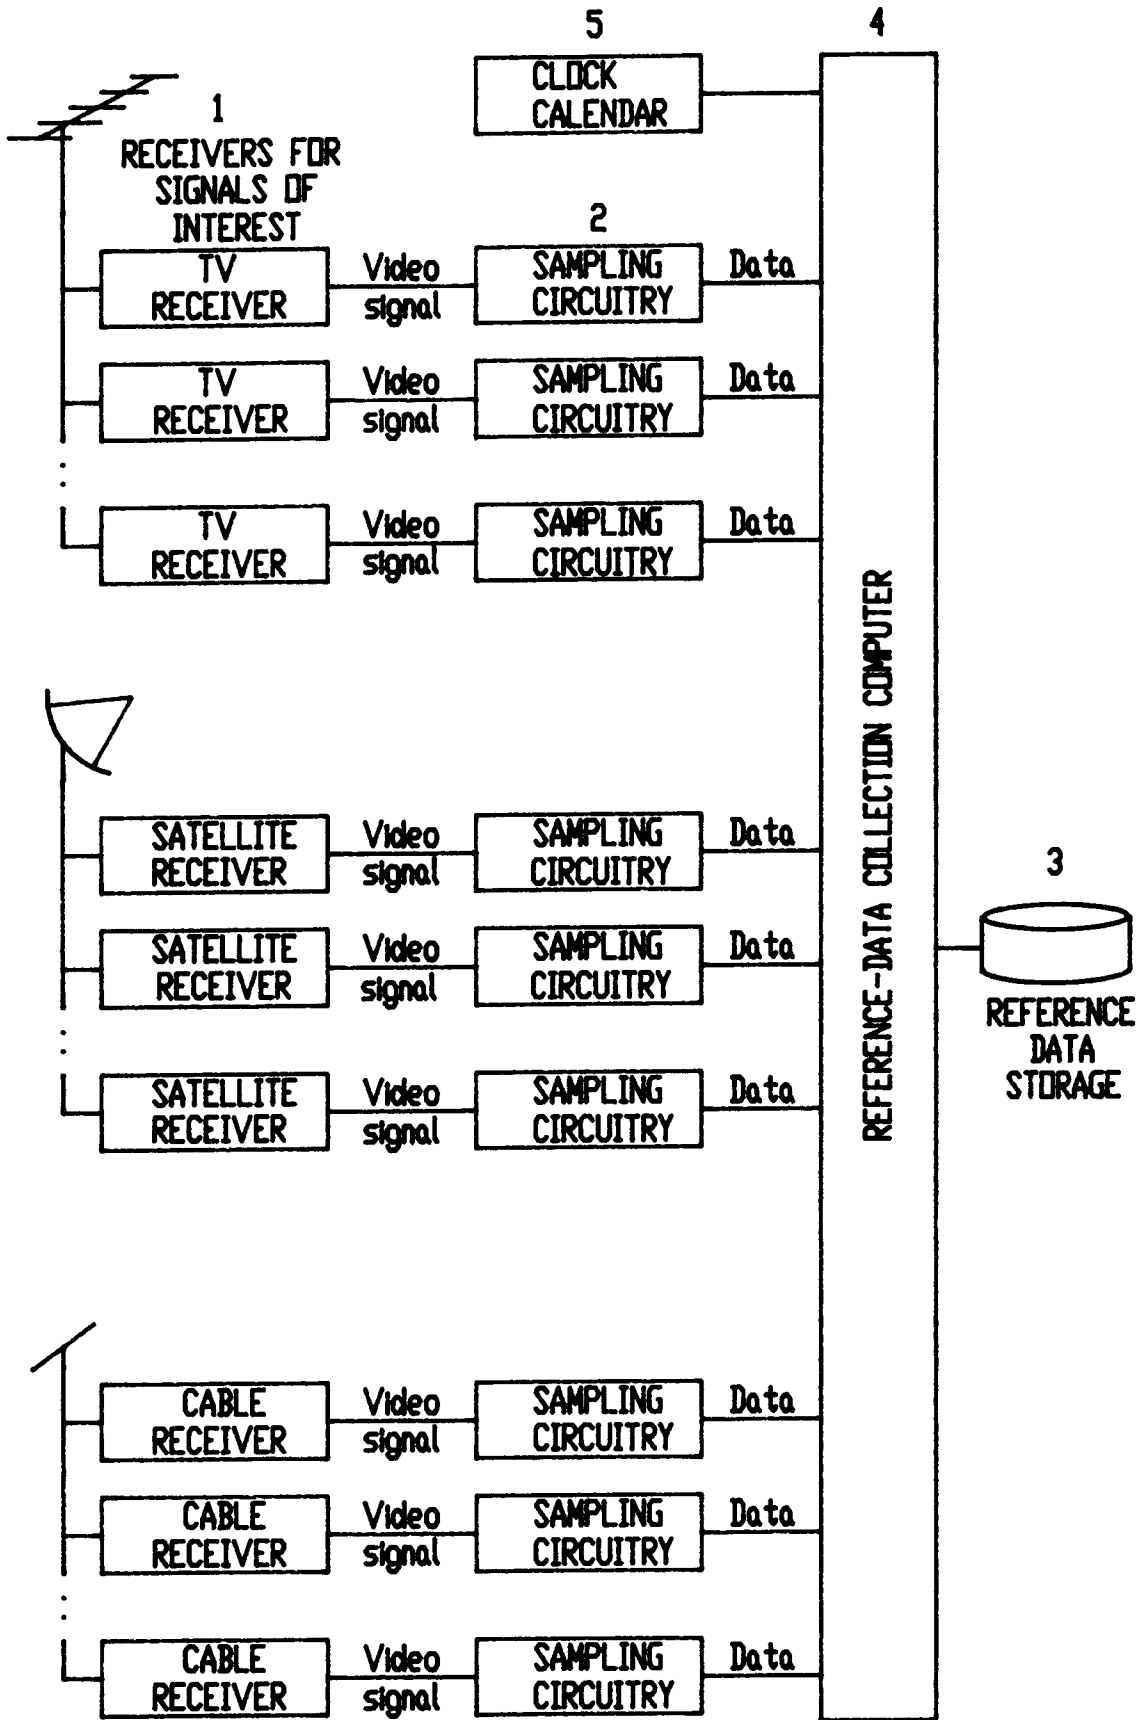 5
4
CLOCK
CALENDAR
1
RECEIVERS FOR
SIGNALS OF
INTEREST
2
TV
RECEIVER
Video
signal
SAMPLING
CIRCUITRY
Data
TV
RECEIVER
Video
signal
SAMPLING
CIRCUITRY
Data
TV
RECEIVER
Video
signal
SAMPLING
CIRCUITRY
Data
REFERENCE-DATA COLLECTION COMPUTER
SATELLITE
RECEIVER
Video
signal
SAMPLING
CIRCUITRY
Data
3
SATELLITE
RECEIVER
Video
signal
SAMPLING
CIRCUITRY
Data
REFERENCE
DATA
STORAGE
SATELLITE
RECEIVER
Video
signal
SAMPLING
CIRCUITRY
Data
CABLE
RECEIVER
Video
signal
SAMPLING
CIRCUITRY
Data
CABLE
RECEIVER
Video
signal
SAMPLING
CIRCUITRY
Data
CABLE
RECEIVER
Video
signal
SAMPLING
CIRCUITRY
Data